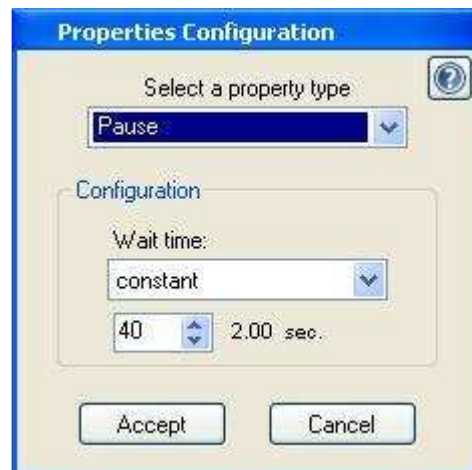 Properties Configuration
Select a property type
Pause
Configuration
Wait time:
constant
40 2.00 sec.
Accept Cancel